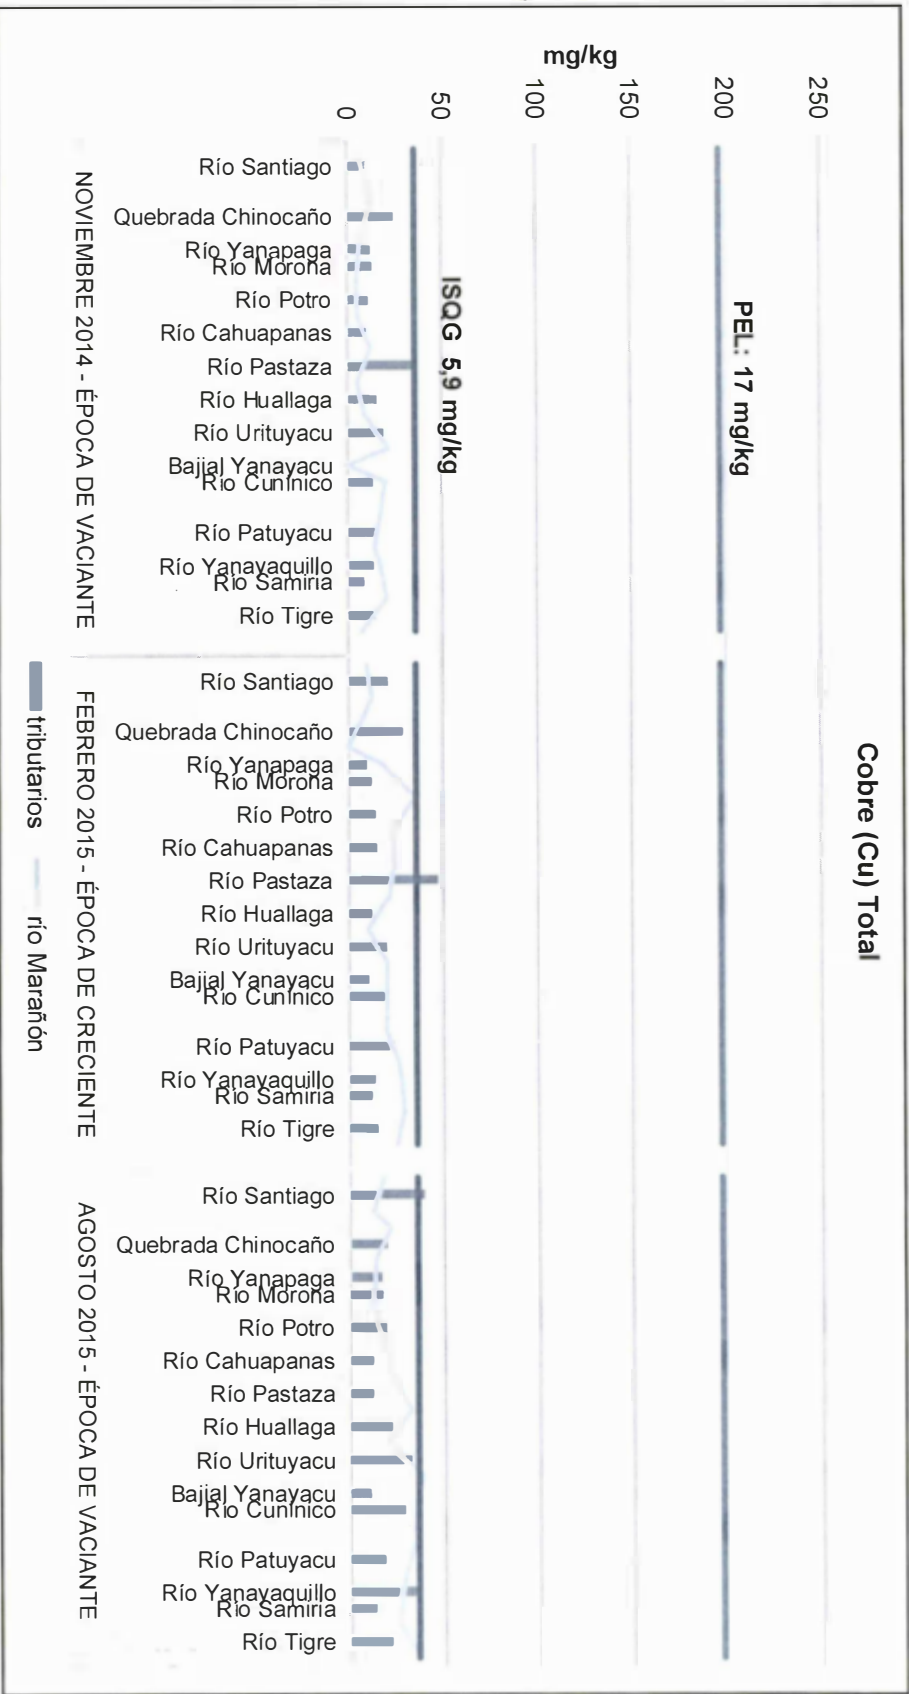 Cobre (Cu) Total
mg/kg
250
200
150
100
50
0
PEL: 17 mg/kg
ISQG 5,9 mg/kg
Río Santiago
Quebrada Chinocaño
Río Yanapaga
Río Morona
Río Potro
Río Cahuapanas
Río Pastaza
Río Huallaga
Río Urituyacu
Bajial Yanayacu
Río Cuninico
Río Patuyacu
Río Yanayaquillo
Río Samiria
Río Tigre
NOVIEMBRE 2014 - ÉPOCA DE VACIANTE
Río Santiago
Quebrada Chinocaño
Río Yanapaga
Río Morona
Río Potro
Río Cahuapanas
Río Pastaza
Río Huallaga
Río Urituyacu
Bajial Yanayacu
Río Cuninico
Río Patuyacu
Río Yanayaquillo
Río Samiria
Río Tigre
FEBRERO 2015 - ÉPOCA DE CRECIENTE
Río Santiago
Quebrada Chinocaño
Río Yanapaga
Río Morona
Río Potro
Río Cahuapanas
Río Pastaza
Río Huallaga
Río Urituyacu
Bajial Yanayacu
Río Cuninico
Río Patuyacu
Río Yanayaquillo
Río Samiria
Río Tigre
AGOSTO 2015 - ÉPOCA DE VACIANTE
tributarios
río Marañón